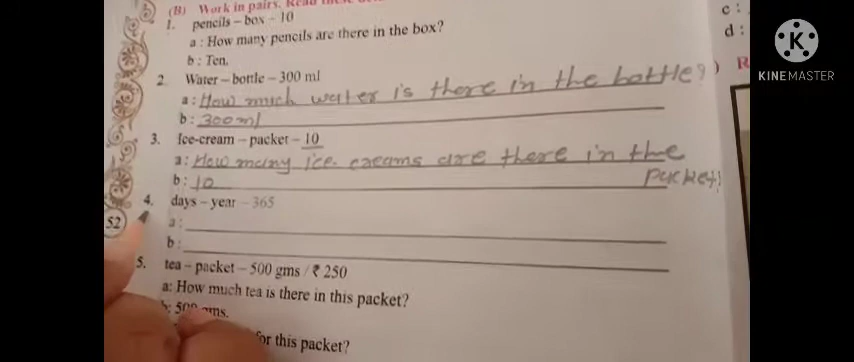 (B) Work in pairs. Read these
1. pencils – box – 10
a : How many pencils are there in the box?
b : Ten.
2. Water – bottle – 300 ml
a : How much water is there in the bottle?
b : 300ml
3. Ice-cream – packet – 10
a : How many ice-creams are there in the
packet?
b : 10
4. days – year – 365
a :
b :
52
5. tea – packet – 500 gms / ₹ 250
a: How much tea is there in this packet?
b: 500 gms.
for this packet?
c :
d :
) R
KINEMASTER